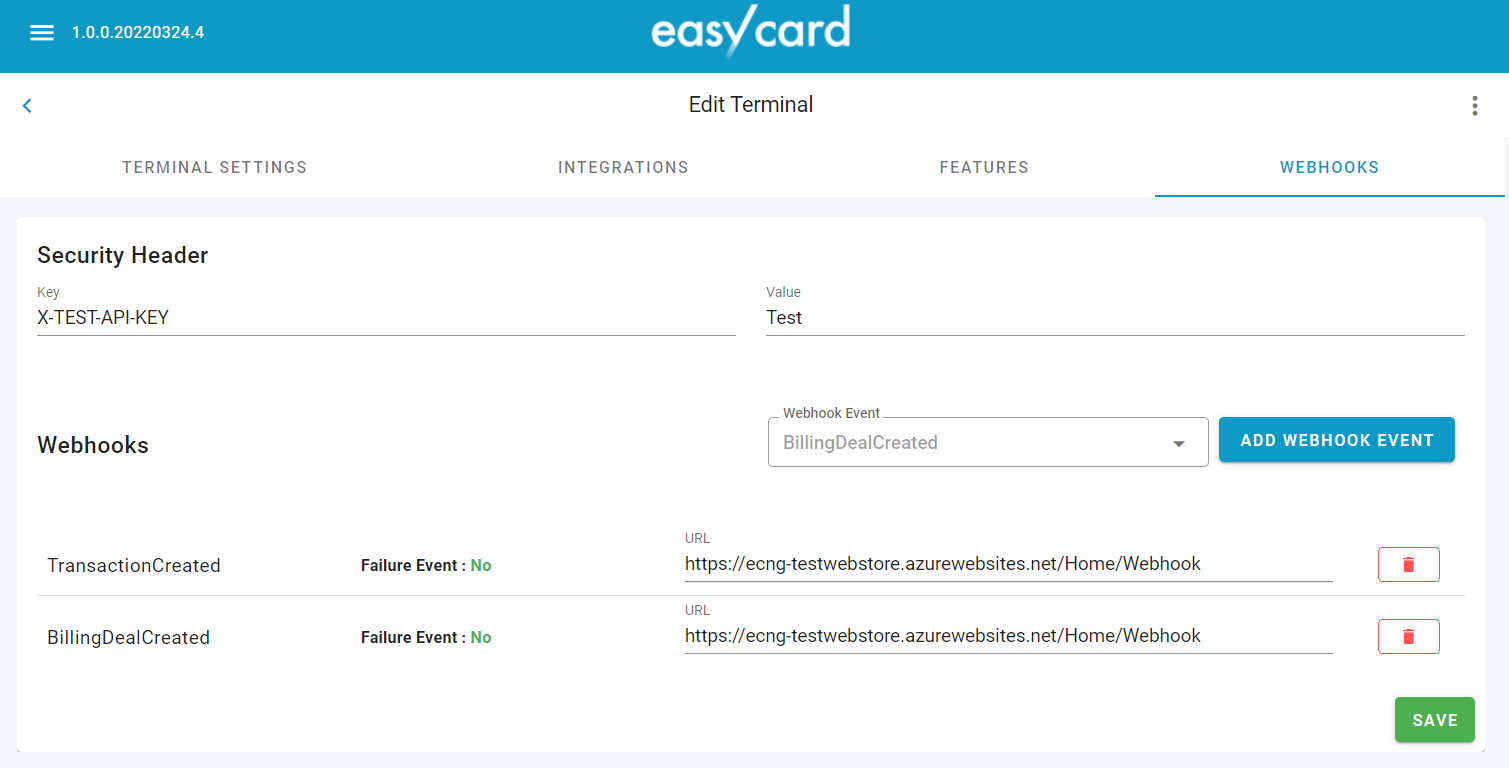 1.0.0.20220324.4
easycard
Edit Terminal
TERMINAL SETTINGS INTEGRATIONS FEATURES WEBHOOKS
Security Header
Key Value
X-TEST-API-KEY Test
Webhook Event
Webhooks BillingDealCreated ADD WEBHOOK EVENT
URL
TransactionCreated Failure Event : No https://ecng-testwebstore.azurewebsites.net/Home/Webhook
URL
BillingDealCreated Failure Event : No https://ecng-testwebstore.azurewebsites.net/Home/Webhook
SAVE